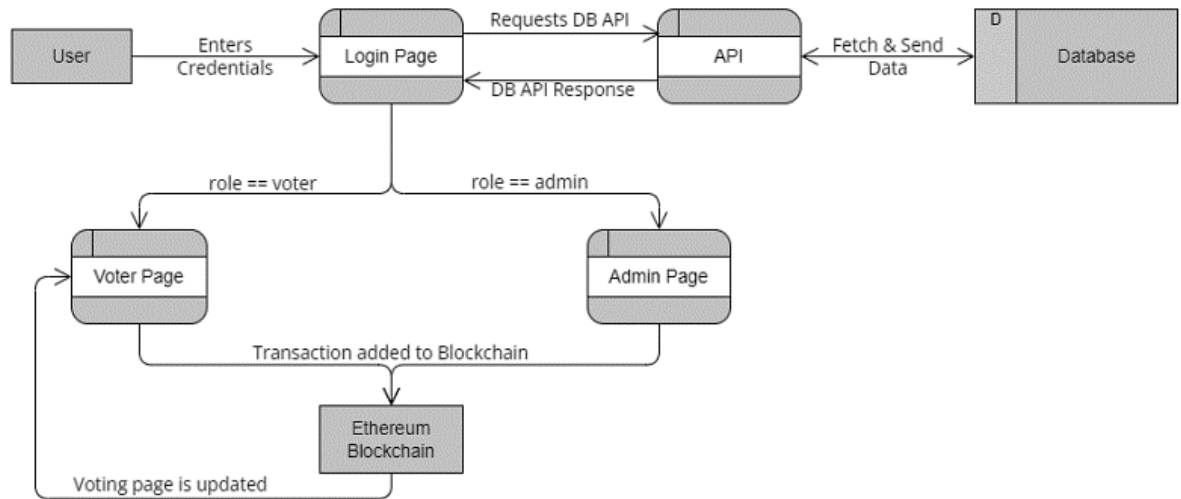 Requests DB API
D
User
Enters
Credentials
Login Page
API
Fetch & Send
Data
Database
DB API Response
role == voter
role == admin
Voter Page
Admin Page
Transaction added to Blockchain
Ethereum
Blockchain
Voting page is updated